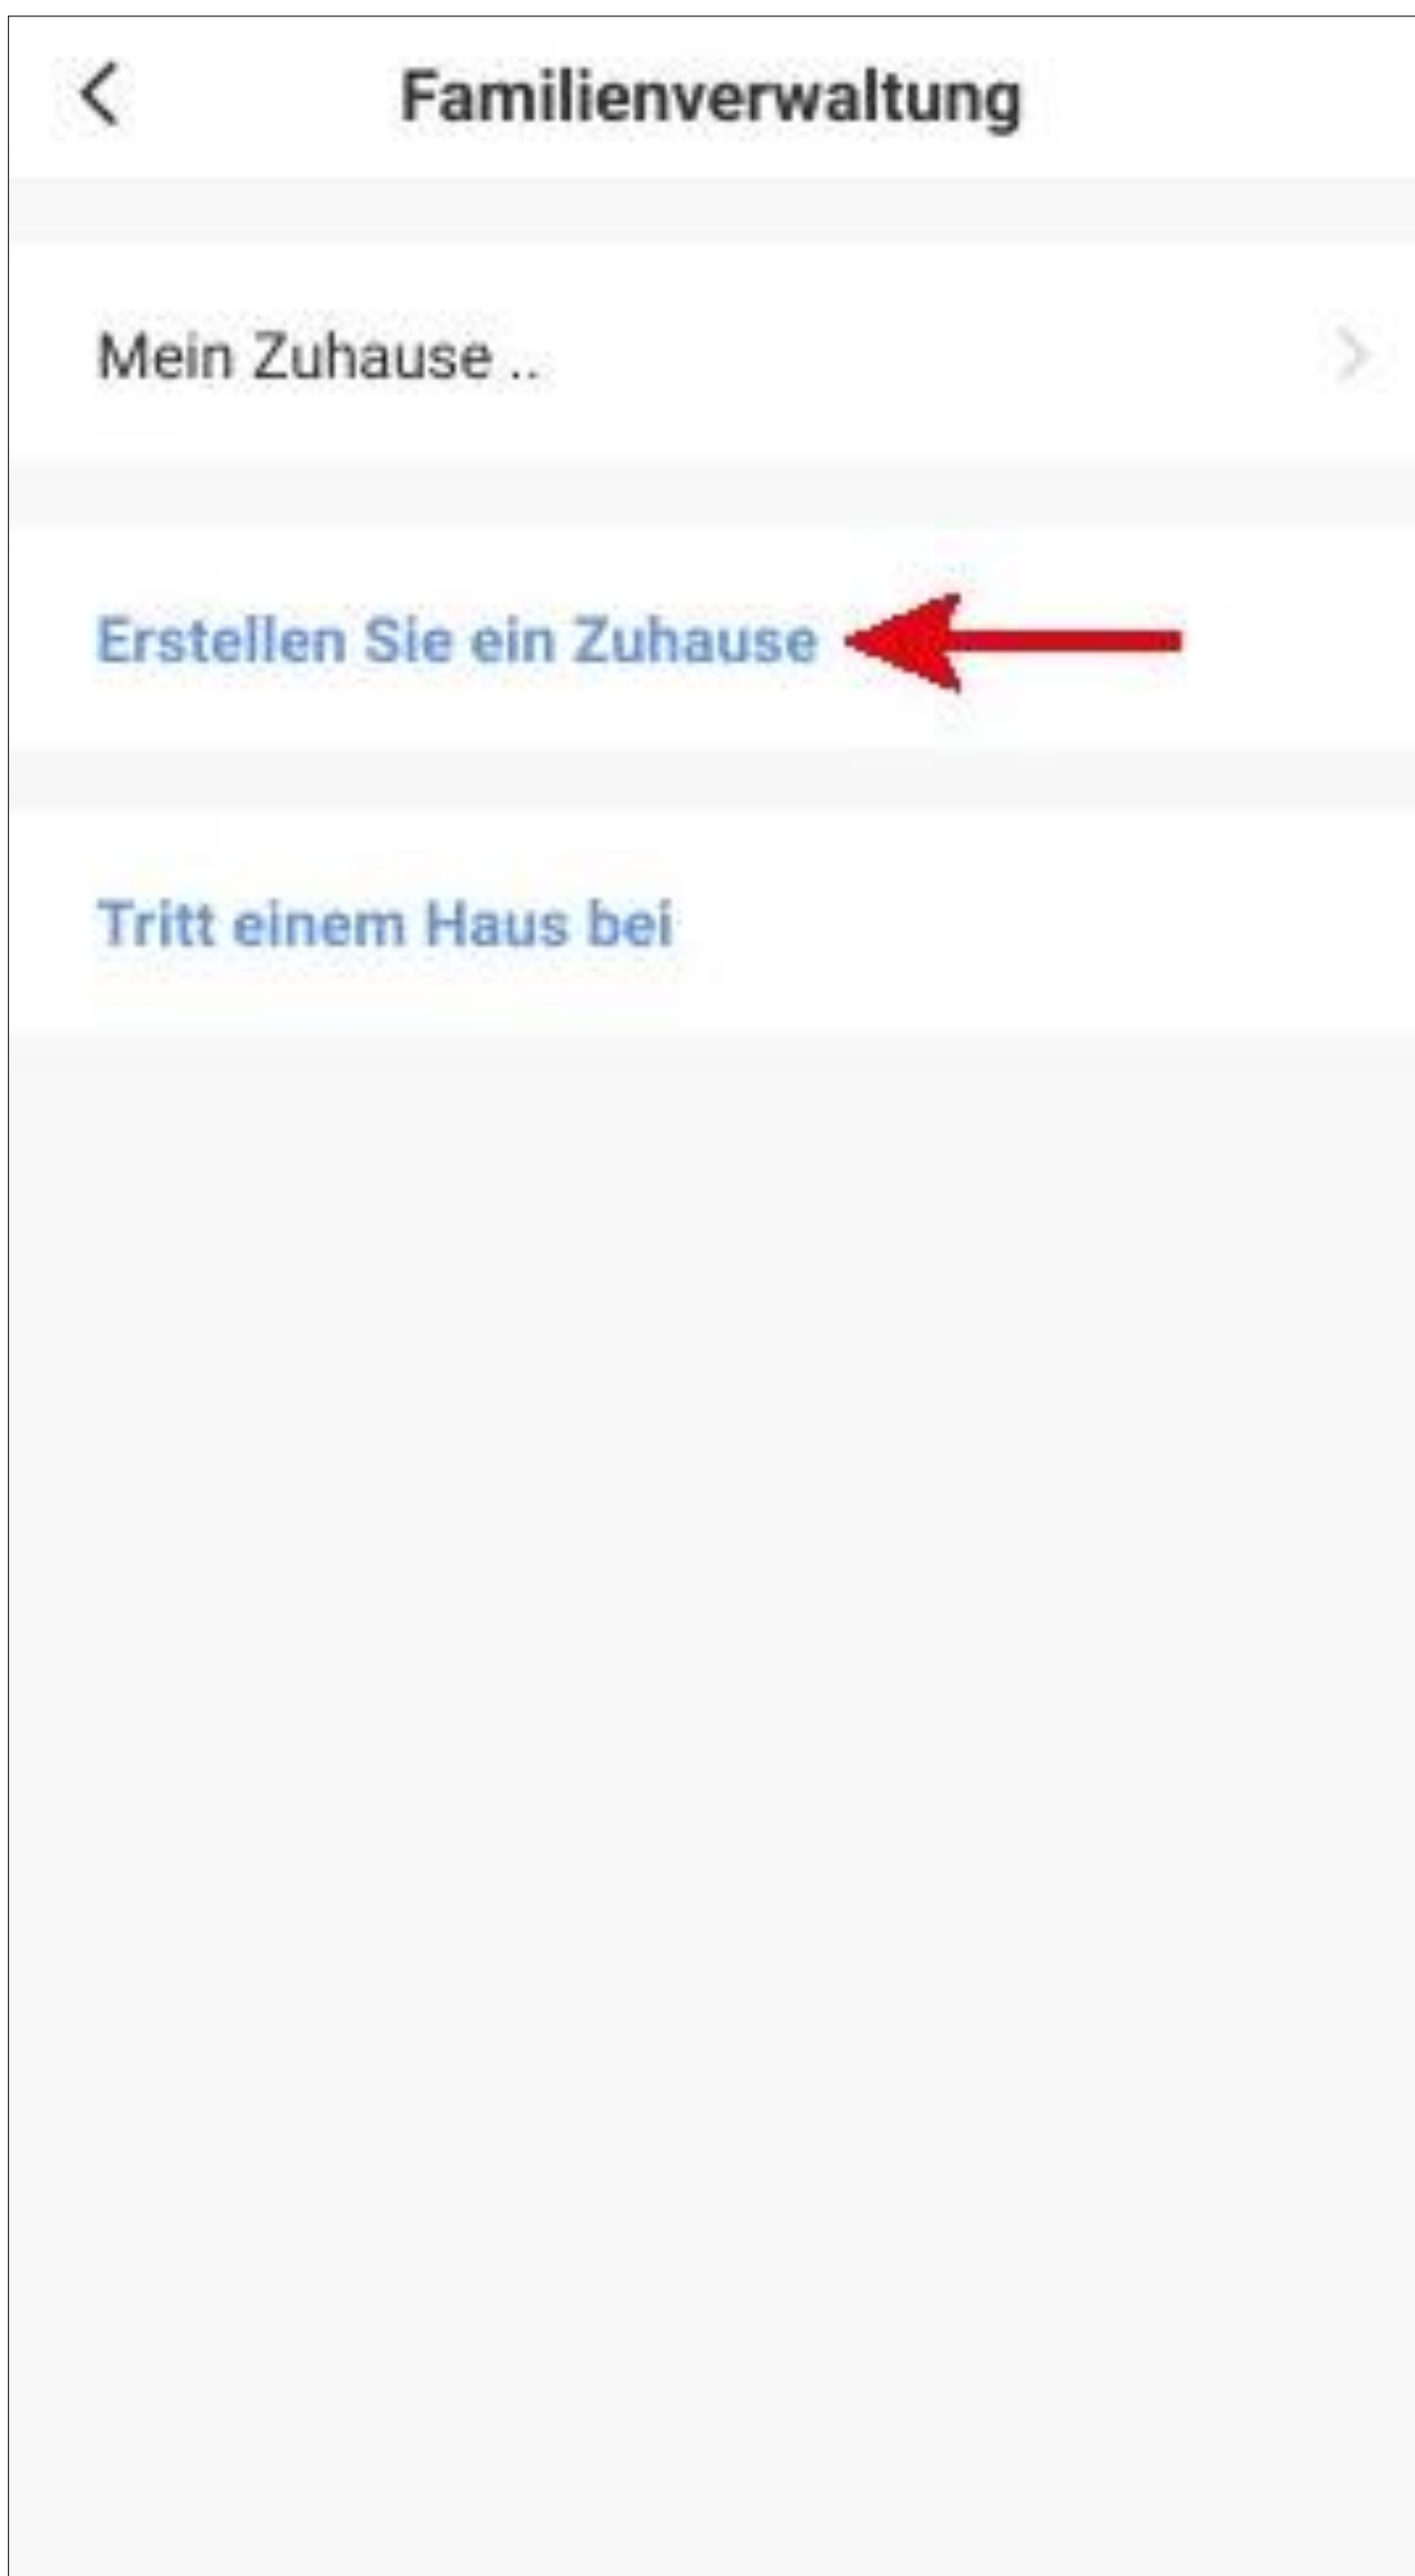 Familienverwaltung
Mein Zuhause ..
Erstellen Sie ein Zuhause
Tritt einem Haus bei